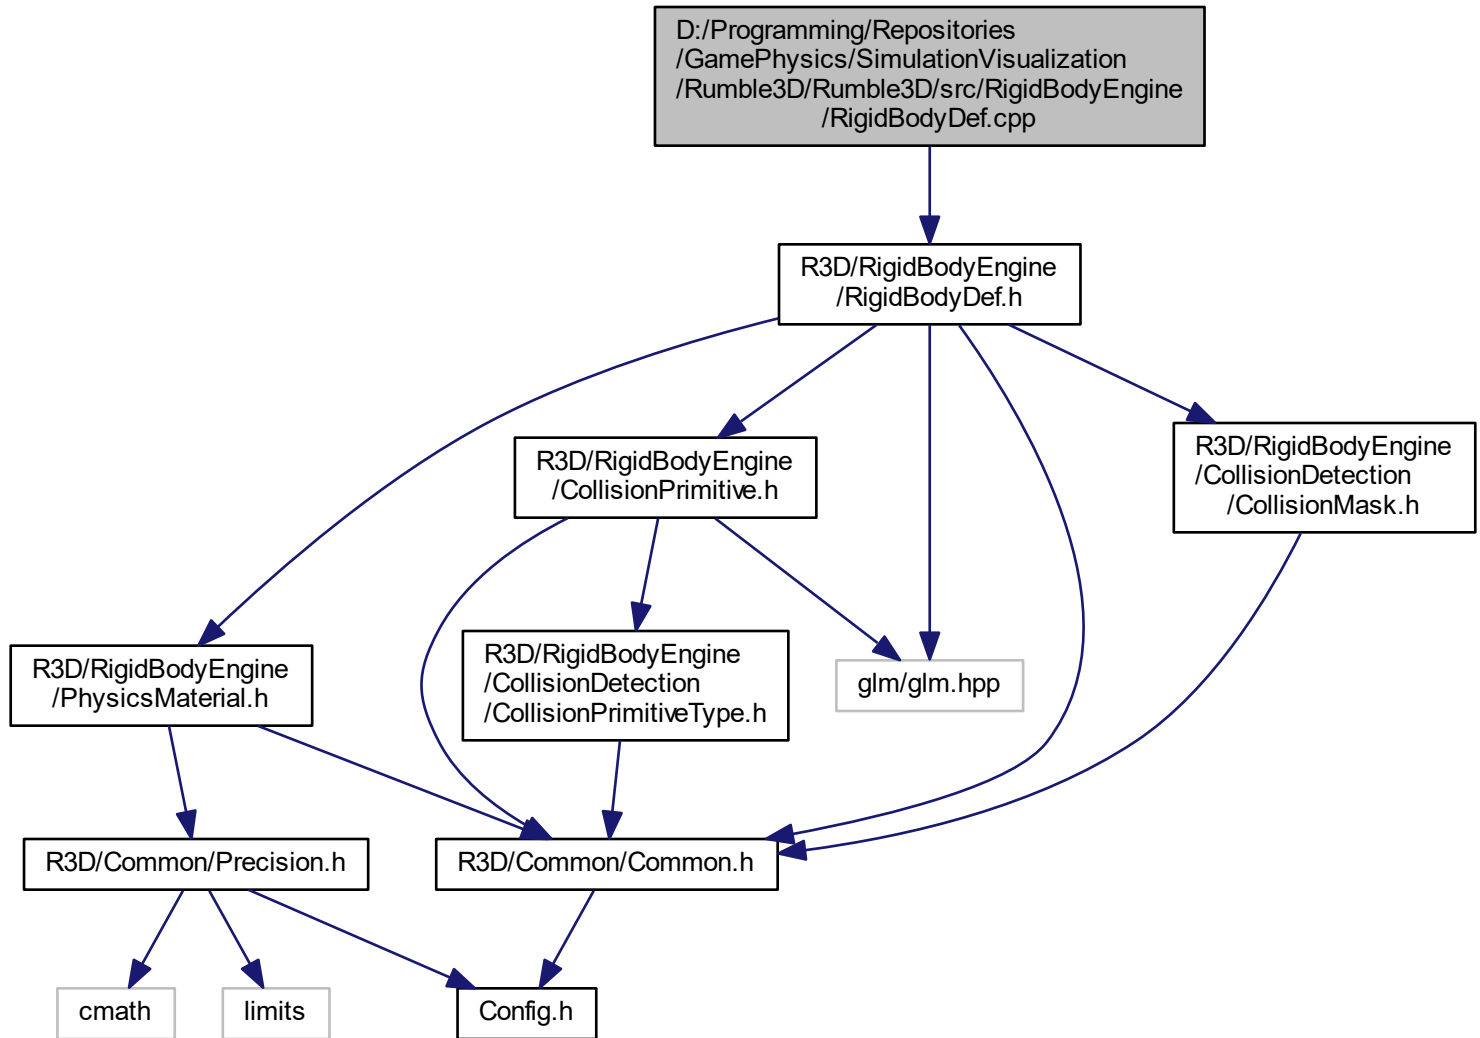 D:/Programming/Repositories
/GamePhysics/SimulationVisualization
/Rumble3D/Rumble3D/src/RigidBodyEngine
/RigidBodyDef.cpp
R3D/RigidBodyEngine
/RigidBodyDef.h
R3D/RigidBodyEngine
/CollisionPrimitive.h
R3D/RigidBodyEngine
/CollisionDetection
/CollisionMask.h
R3D/RigidBodyEngine
/PhysicsMaterial.h
R3D/RigidBodyEngine
/CollisionDetection
/CollisionPrimitiveType.h
glm/glm.hpp
R3D/Common/Precision.h
R3D/Common/Common.h
cmath
limits
Config.h